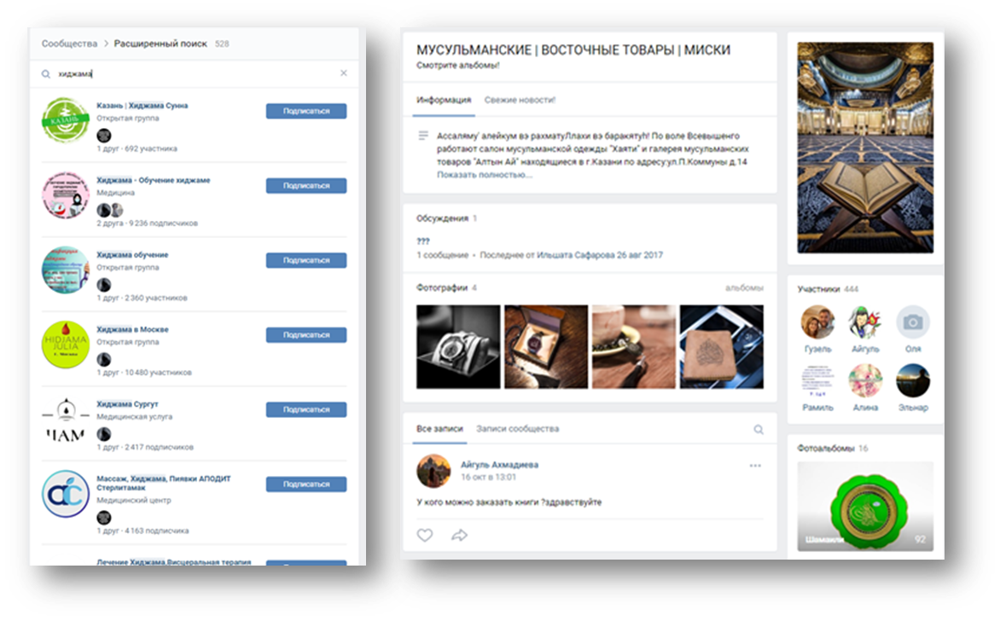 Сообщества > Расширенный поиск 528
хиджама
КАЗАНЬ
Казань | Хиджама Сунна
Открытая группа
1 друг · 692 участника
Подписаться
Хиджама - Обучение хиджаме
Медицина
2 друга · 9 236 подписчиков
Подписаться
Хиджама обучение
Открытая группа
1 друг · 2 360 участников
Подписаться
HIDJAMA
JULIA
Хиджама в Москве
Открытая группа
1 друг · 10 480 участников
Подписаться
ЧАМ
Хиджама Сургут
Медицинская услуга
1 друг · 2 417 подписчиков
Подписаться
Массаж, Хиджама, Пиявки АПОДИТ
Стерлитамак
Медицинский центр
1 друг · 4 163 подписчика
Подписаться
Лечение Хиджама,Висцеральная терапия
МУСУЛЬМАНСКИЕ | ВОСТОЧНЫЕ ТОВАРЫ | МИСКИ
Смотрите альбомы!
Информация Свежие новости!
Ассаляму' алейкум вэ рахматуЛлахи вэ баракятуh! По воле Всевышенго
работают салон мусульманской одежды "Хаяти" и галерея мусульманских
товаров "Алтын Ай" находящиеся в г.Казани по адресу:ул.П.Коммуны д.14
Показать полностью...
Обсуждения 1
???
1 сообщение • Последнее от Ильшата Сафарова 26 авг 2017
Фотографии 4 альбомы
Все записи Записи сообщества
Айгуль Ахмадиева
16 окт в 13:01
У кого можно заказать книги ?здравствуйте
Участники 444
Гузель Айгуль Оля
Рамиль Алина Эльнар
Фотоальбомы 16
Шамаили 92